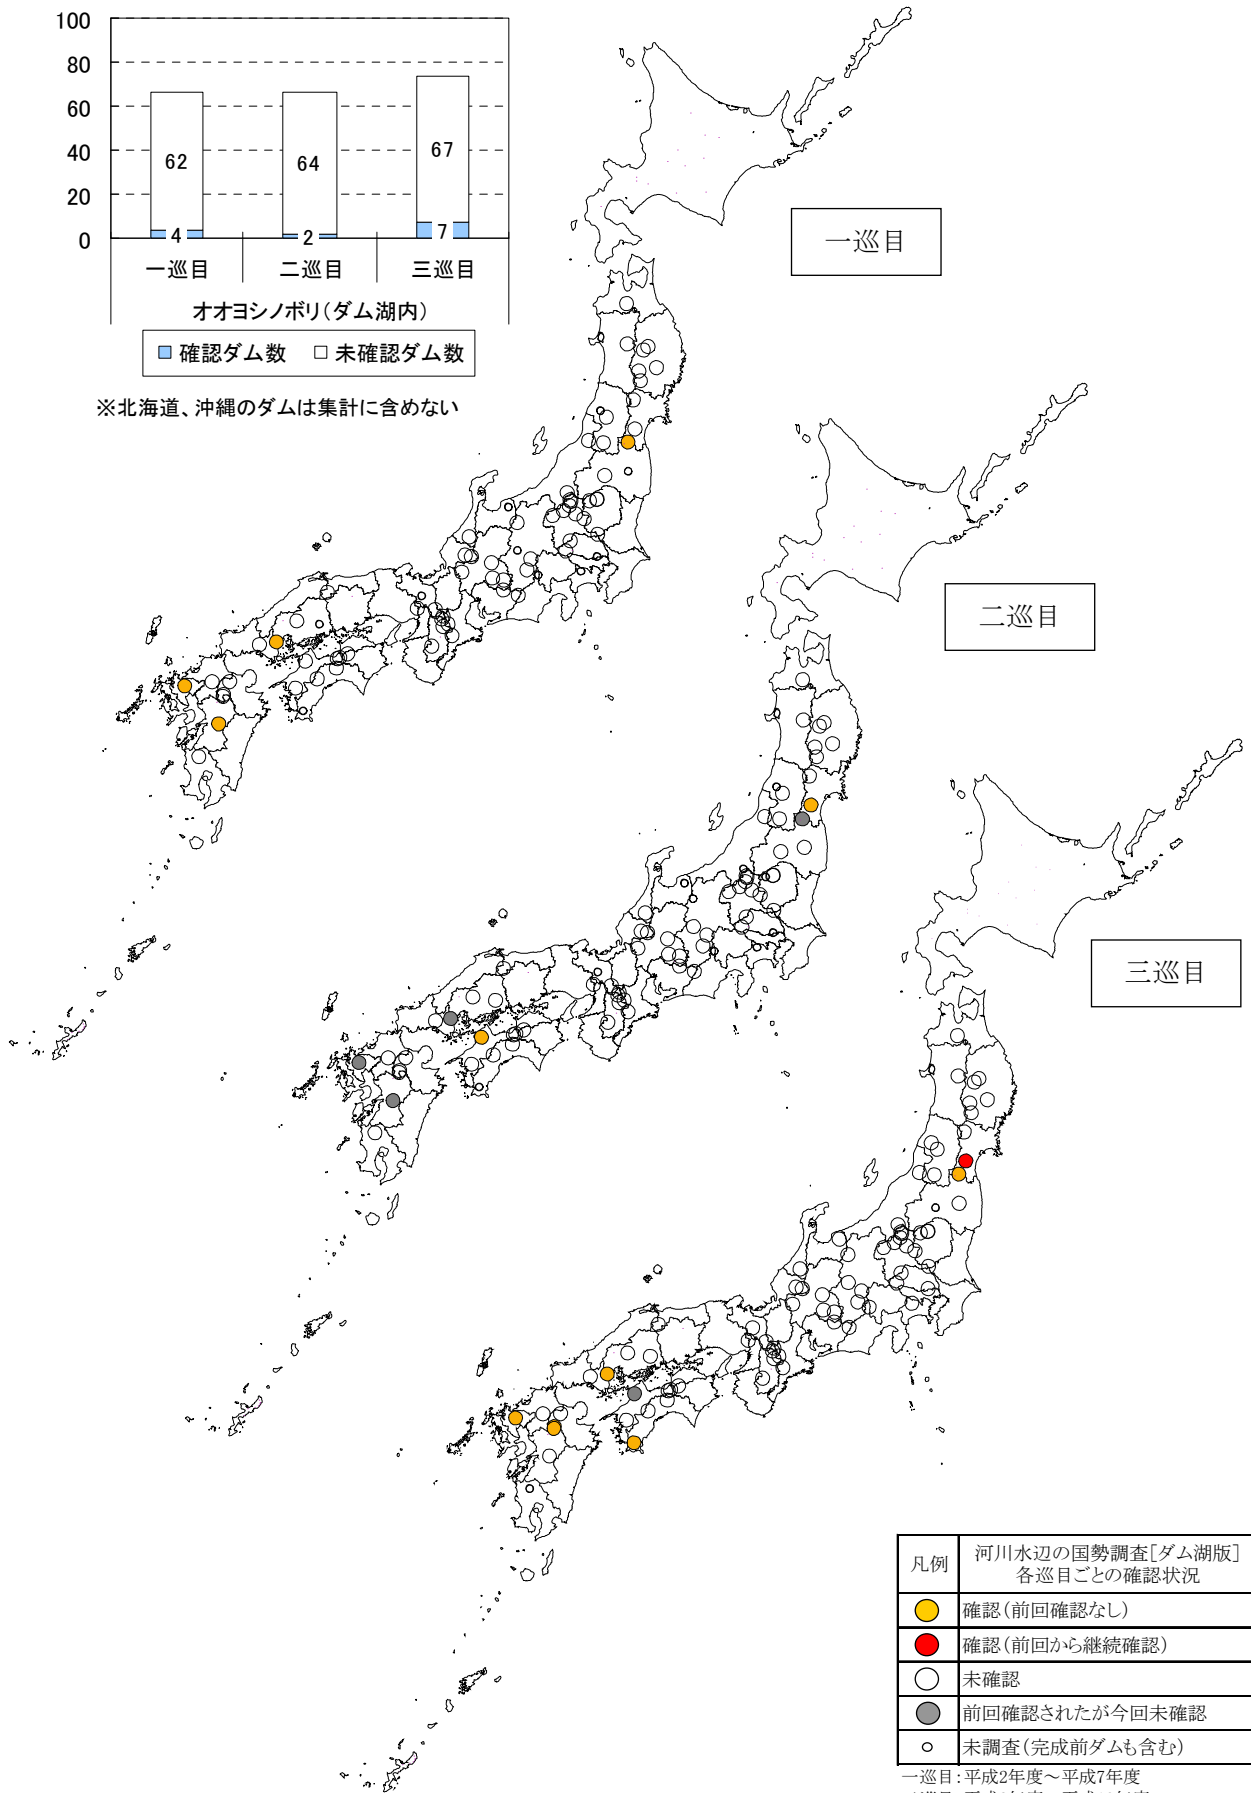 100
80
60
40
20
0
62
64
67
4
2
7
一巡目 二巡目 三巡目
オオヨシノボリ(ダム湖内)
確認ダム数 未確認ダム数
※北海道、沖縄のダムは集計に含めない
一巡目
二巡目
三巡目
凡例
河川水辺の国勢調査[ダム湖版]
各巡目ごとの確認状況
確認(前回確認なし)
確認(前回から継続確認)
未確認
前回確認されたが今回未確認
未調査(完成前ダムも含む)
一巡目:平成2年度～平成7年度